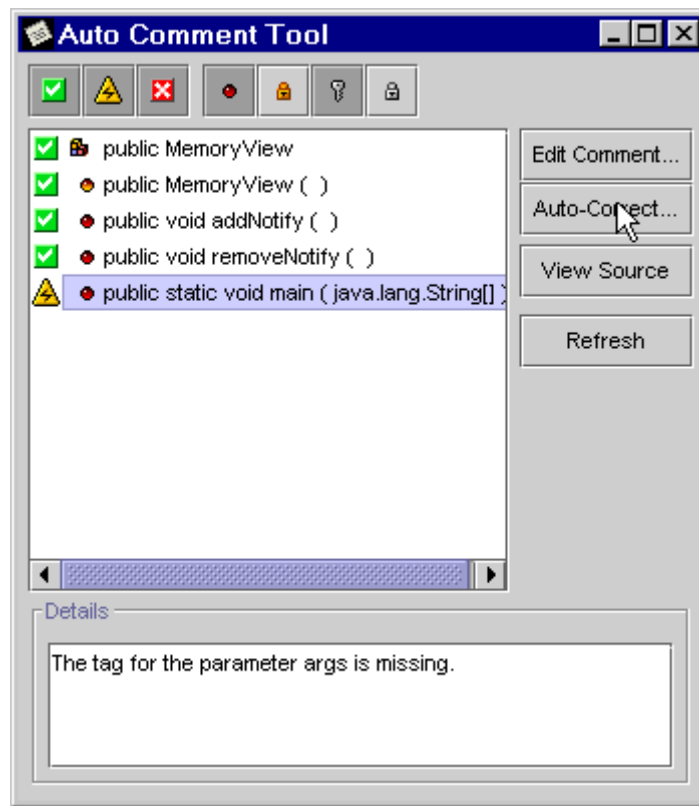 Auto Comment Tool
public MemoryView
public MemoryView ( )
public void addNotify ( )
public void removeNotify ( )
public static void main ( java.lang.String[] )
Edit Comment...
Auto-Correct...
View Source
Refresh
Details
The tag for the parameter args is missing.